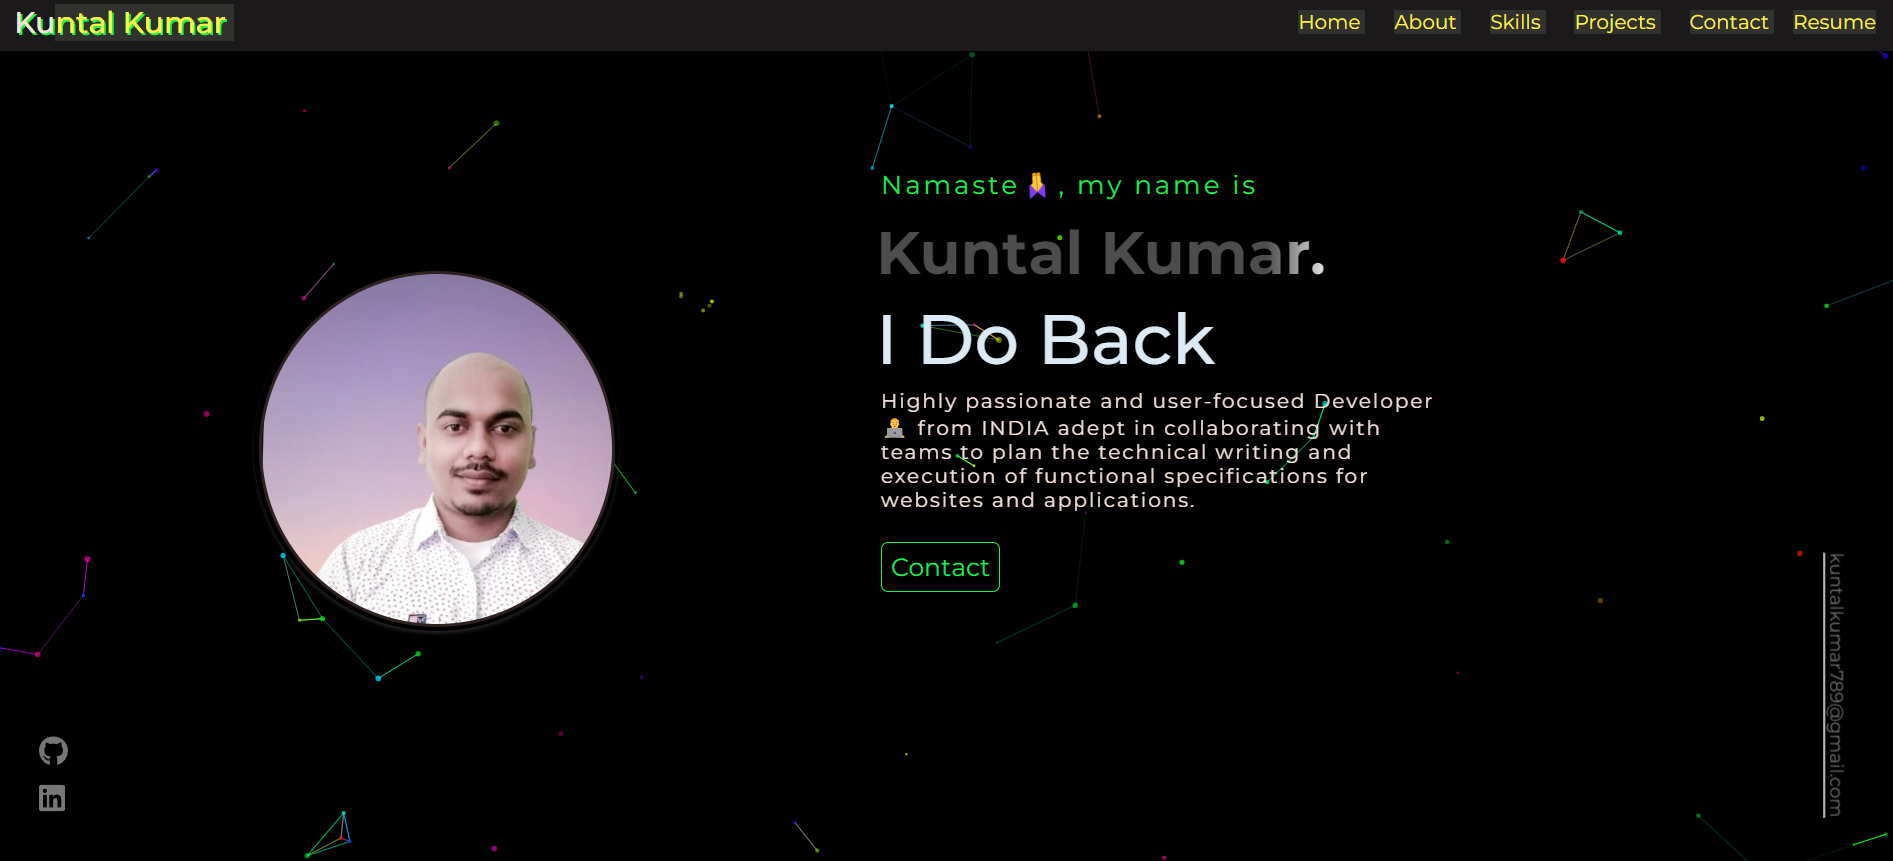 Kuntal Kumar
Home About Skills Projects Contact Resume
Namaste🙏, my name is
Kuntal Kumar.
I Do Back
Highly passionate and user-focused Developer
👨‍💻 from INDIA adept in collaborating with
teams to plan the technical writing and
execution of functional specifications for
websites and applications.
Contact
kuntalkumar789@gmail.com
in